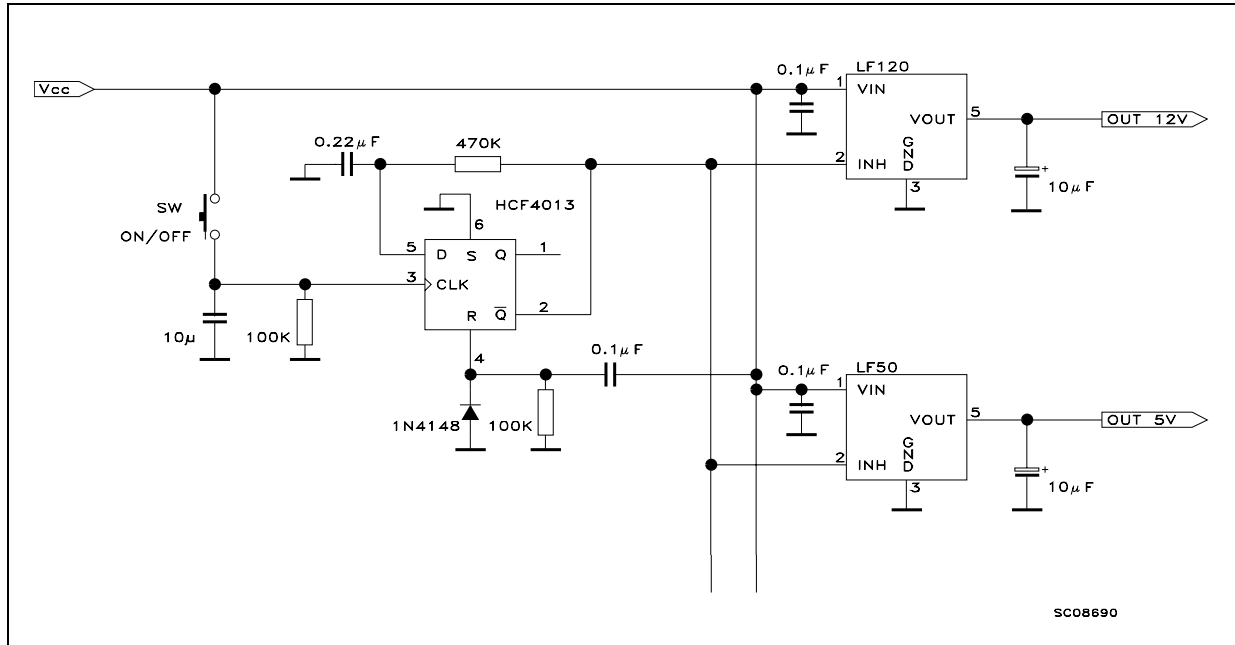 Vcc
0.1μF
LF120
1
VIN
VOUT
5
OUT 12V
2
INH
GND
3
+
10μF
0.22μF
470K
HCF4013
SW
ON/OFF
6
5
D
S
Q
1
3
CLK
R
Q̅
2
4
10μ
100K
0.1μF
1N4148
100K
0.1μF
LF50
1
VIN
VOUT
5
OUT 5V
2
INH
GND
3
+
10μF
SC08690